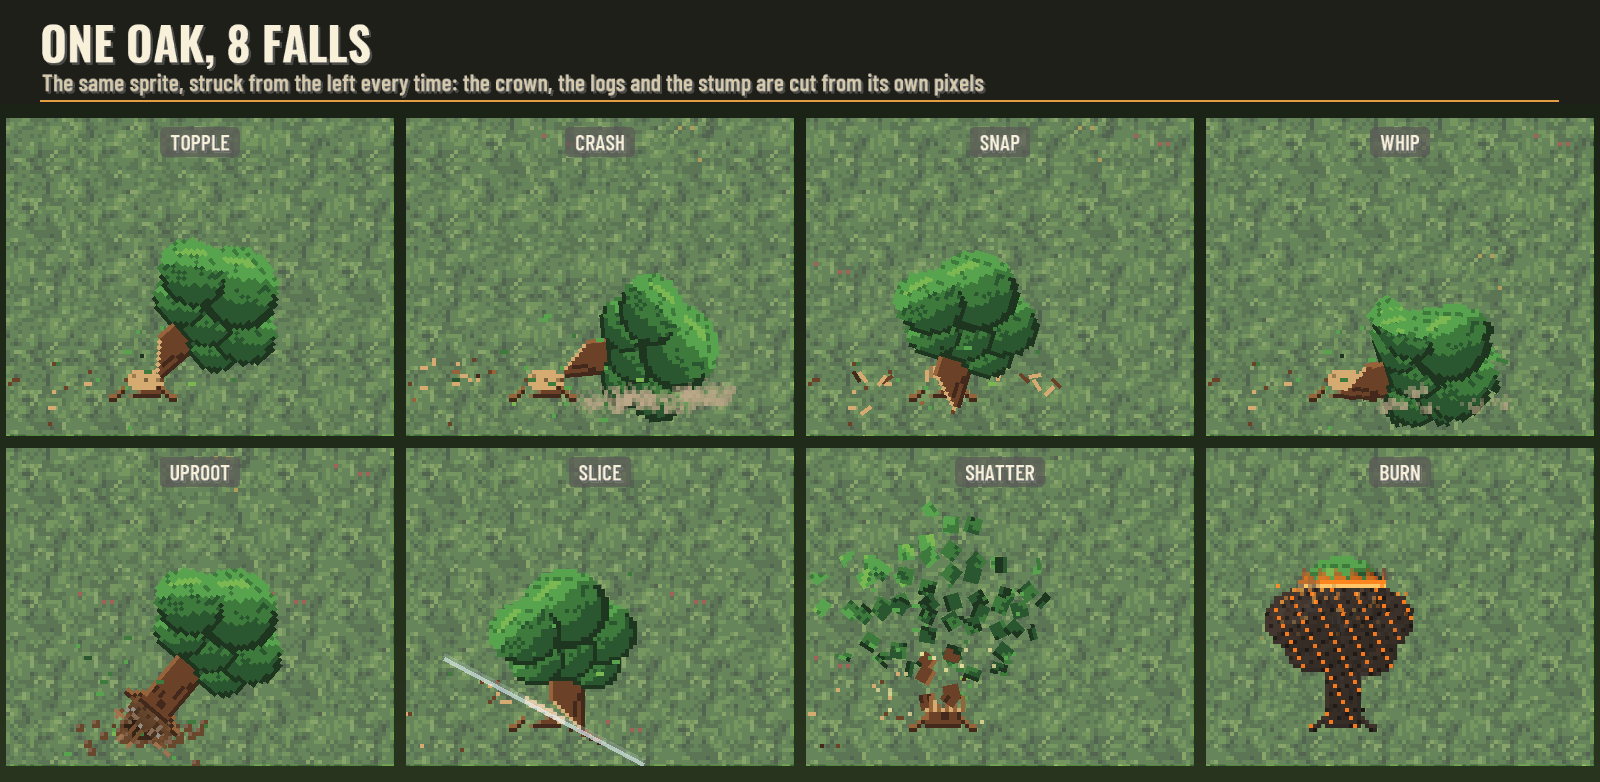 ONE OAK, 8 FALLS
The same sprite, struck from the left every time: the crown, the logs and the stump are cut from its own pixels
TOPPLE
CRASH
SNAP
WHIP
UPROOT
SLICE
SHATTER
BURN